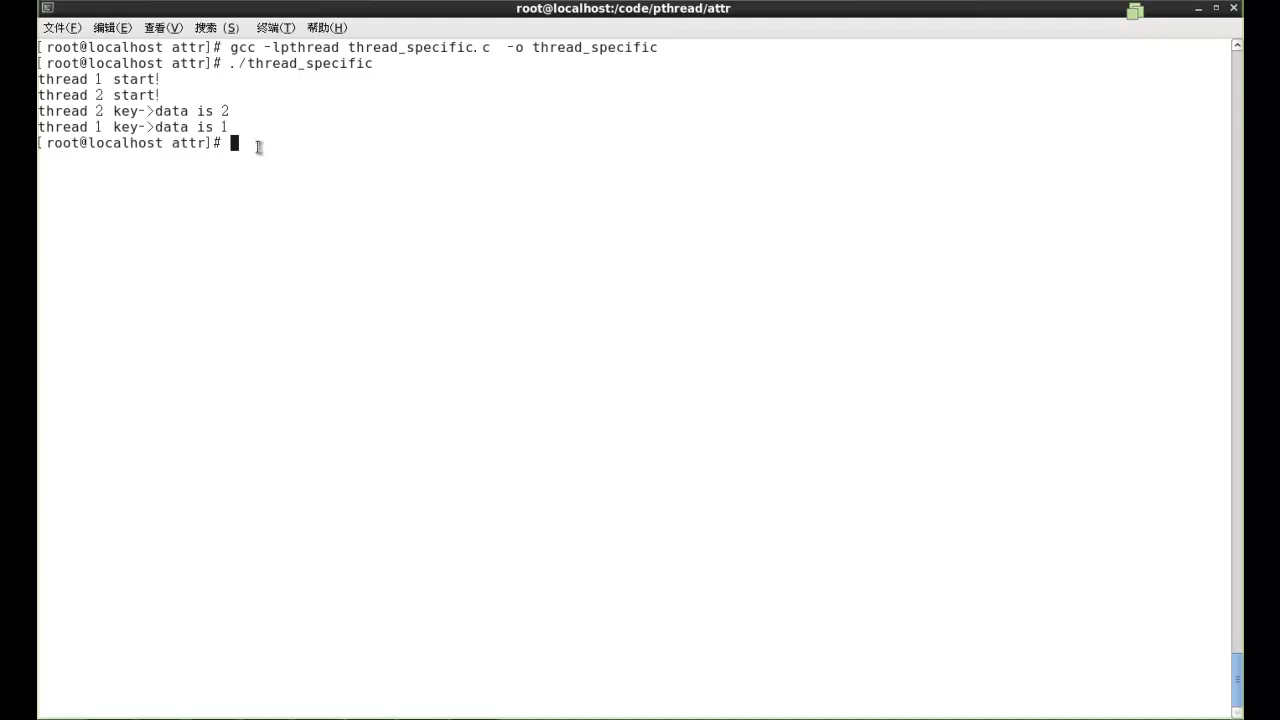 root@localhost:/code/pthread/attr
文件(F) 编辑(E) 查看(V) 搜索 (S) 终端(T) 帮助(H)
[root@localhost attr]# gcc -lpthread thread_specific.c  -o thread_specific
[root@localhost attr]# ./thread_specific
thread 1 start!
thread 2 start!
thread 2 key->data is 2
thread 1 key->data is 1
[root@localhost attr]#